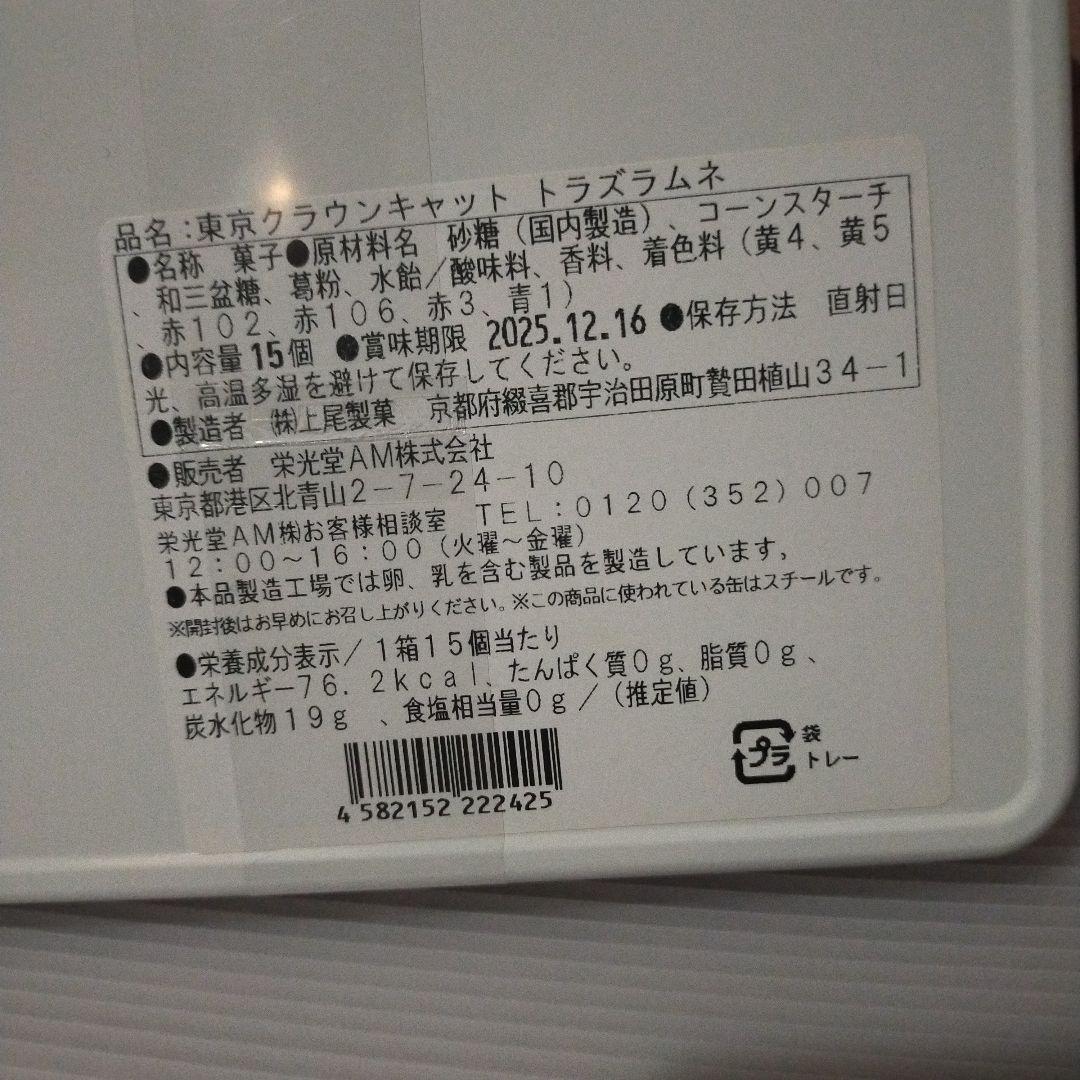 品名:東京クラウンキャット トラズラムネ
●名称 菓子●原材料名 砂糖(国内製造)、コーンスターチ
、和三盆糖、葛粉、水飴/酸味料、香料、着色料(黄4、黄5
、赤102、赤106、赤3、青1)
●内容量 15個 ●賞味期限 2025.12.16 ●保存方法 直射日
光、高温多湿を避けて保存してください。
●製造者 ㈱上尾製菓 京都府綴喜郡宇治田原町贄田植山34-1
●販売者 栄光堂AM株式会社
東京都港区北青山2-7-24-10
栄光堂AM㈱お客様相談室 TEL:0120(352)007
12:00~16:00(火曜~金曜)
●本品製造工場では卵、乳を含む製品を製造しています。
※開封後はお早めにお召し上がりください。※この商品に使われている缶はスチールです。
●栄養成分表示/1箱15個当たり
エネルギー76.2kcal、たんぱく質0g、脂質0g、
炭水化物19g 、食塩相当量0g/(推定値)
4 582152 222425
プラ 袋
トレー